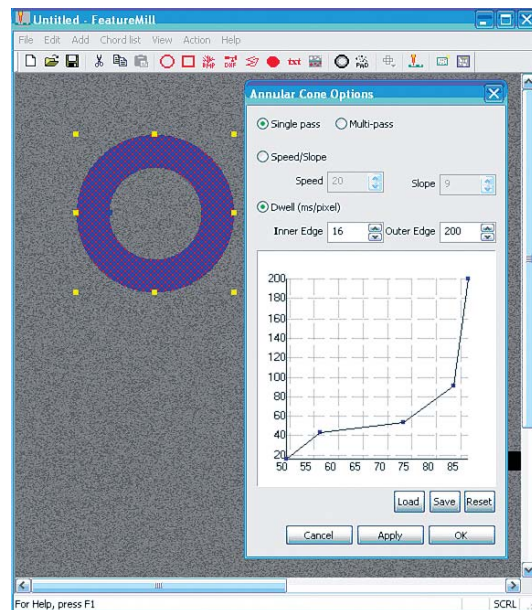 Untitled - FeatureMill
File Edit Add Chord list View Action Help
BMP DXF txt FWD
Annular Cone Options
Single pass Multi-pass
Speed/Slope
Speed 20 Slope 9
Dwell (ms/pixel)
Inner Edge 16 Outer Edge 200
200
180
160
140
120
100
80
60
40
20
50 55 60 65 70 75 80 85
Load Save Reset
Cancel Apply OK
For Help, press F1 SCRL